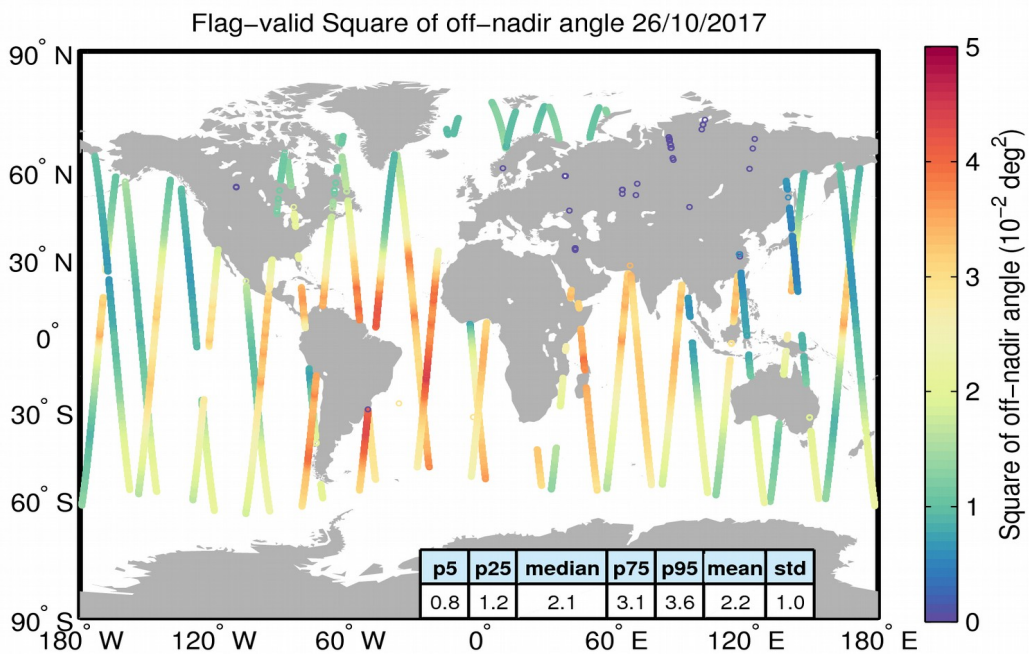 Flag−valid Square of off−nadir angle 26/10/2017
90° N
60° N
30° N
0°
30° S
60° S
90° S
180° W
120° W
60° W
0°
60° E
120° E
180° E
5
4
3
2
1
0
Square of off−nadir angle (10⁻² deg²)
p5 p25 median p75 p95 mean std
0.8 1.2 2.1 3.1 3.6 2.2 1.0